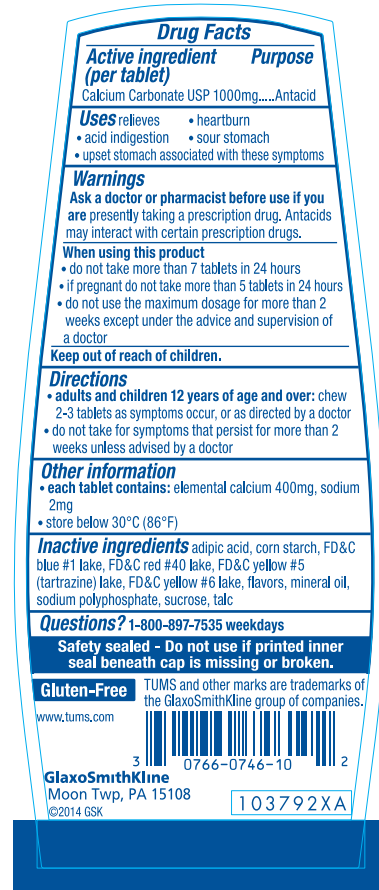 Drug Facts
Active ingredient Purpose
(per tablet)
Calcium Carbonate USP 1000mg.....Antacid
Uses relieves • heartburn
• acid indigestion • sour stomach
• upset stomach associated with these symptoms
Warnings
Ask a doctor or pharmacist before use if you
are presently taking a prescription drug. Antacids
may interact with certain prescription drugs.
When using this product
• do not take more than 7 tablets in 24 hours
• if pregnant do not take more than 5 tablets in 24 hours
• do not use the maximum dosage for more than 2
weeks except under the advice and supervision of
a doctor
Keep out of reach of children.
Directions
• adults and children 12 years of age and over: chew
2-3 tablets as symptoms occur, or as directed by a doctor
• do not take for symptoms that persist for more than 2
weeks unless advised by a doctor
Other information
• each tablet contains: elemental calcium 400mg, sodium
2mg
• store below 30°C (86°F)
Inactive ingredients adipic acid, corn starch, FD&C
blue #1 lake, FD&C red #40 lake, FD&C yellow #5
(tartrazine) lake, FD&C yellow #6 lake, flavors, mineral oil,
sodium polyphosphate, sucrose, talc
Questions? 1-800-897-7535 weekdays
Safety sealed - Do not use if printed inner
seal beneath cap is missing or broken.
Gluten-Free
TUMS and other marks are trademarks of
the GlaxoSmithKline group of companies.
www.tums.com
3 0766-0746-10 2
GlaxoSmithKline
Moon Twp, PA 15108
©2014 GSK
103792XA